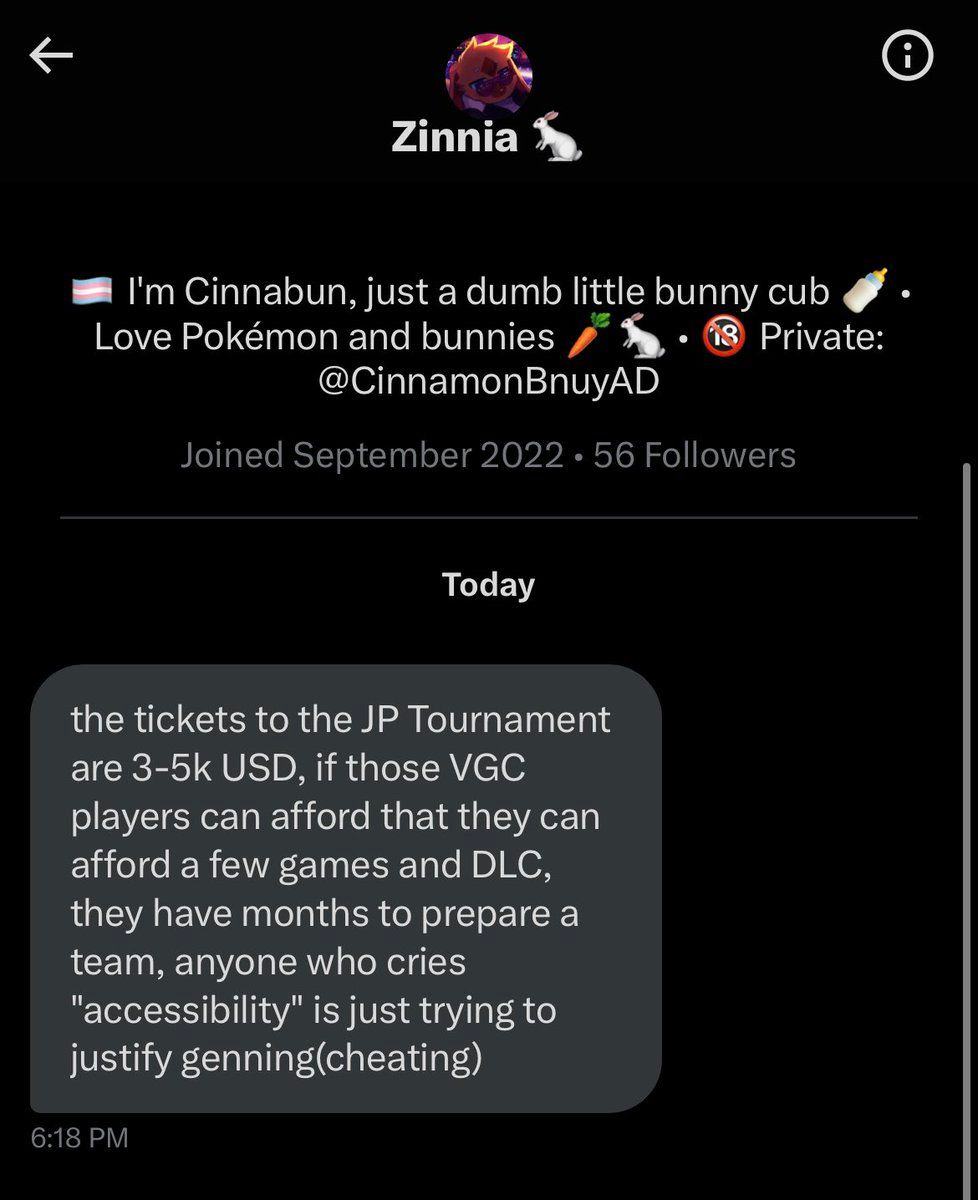 Zinnia 🐇
🏳️‍⚧️ I'm Cinnabun, just a dumb little bunny cub 🍼 •
Love Pokémon and bunnies 🥕🐇 • 🔞 Private:
@CinnamonBnuyAD
Joined September 2022 • 56 Followers
Today
the tickets to the JP Tournament
are 3-5k USD, if those VGC
players can afford that they can
afford a few games and DLC,
they have months to prepare a
team, anyone who cries
"accessibility" is just trying to
justify genning(cheating)
6:18 PM